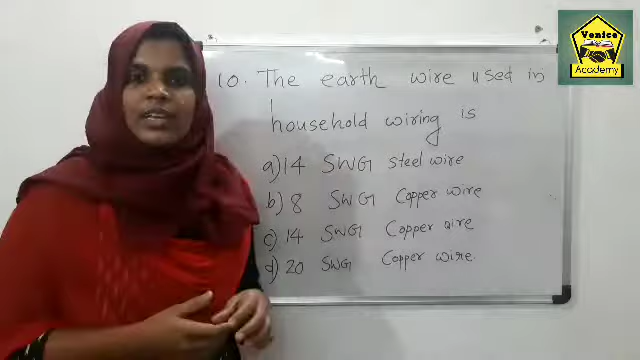 Venice
Academy
10. The earth wire used in
household wiring is
a) 14 SWG Steel wire
b) 8 SWG Copper wire
c) 14 SWG Copper wire
d) 20 SWG Copper wire.